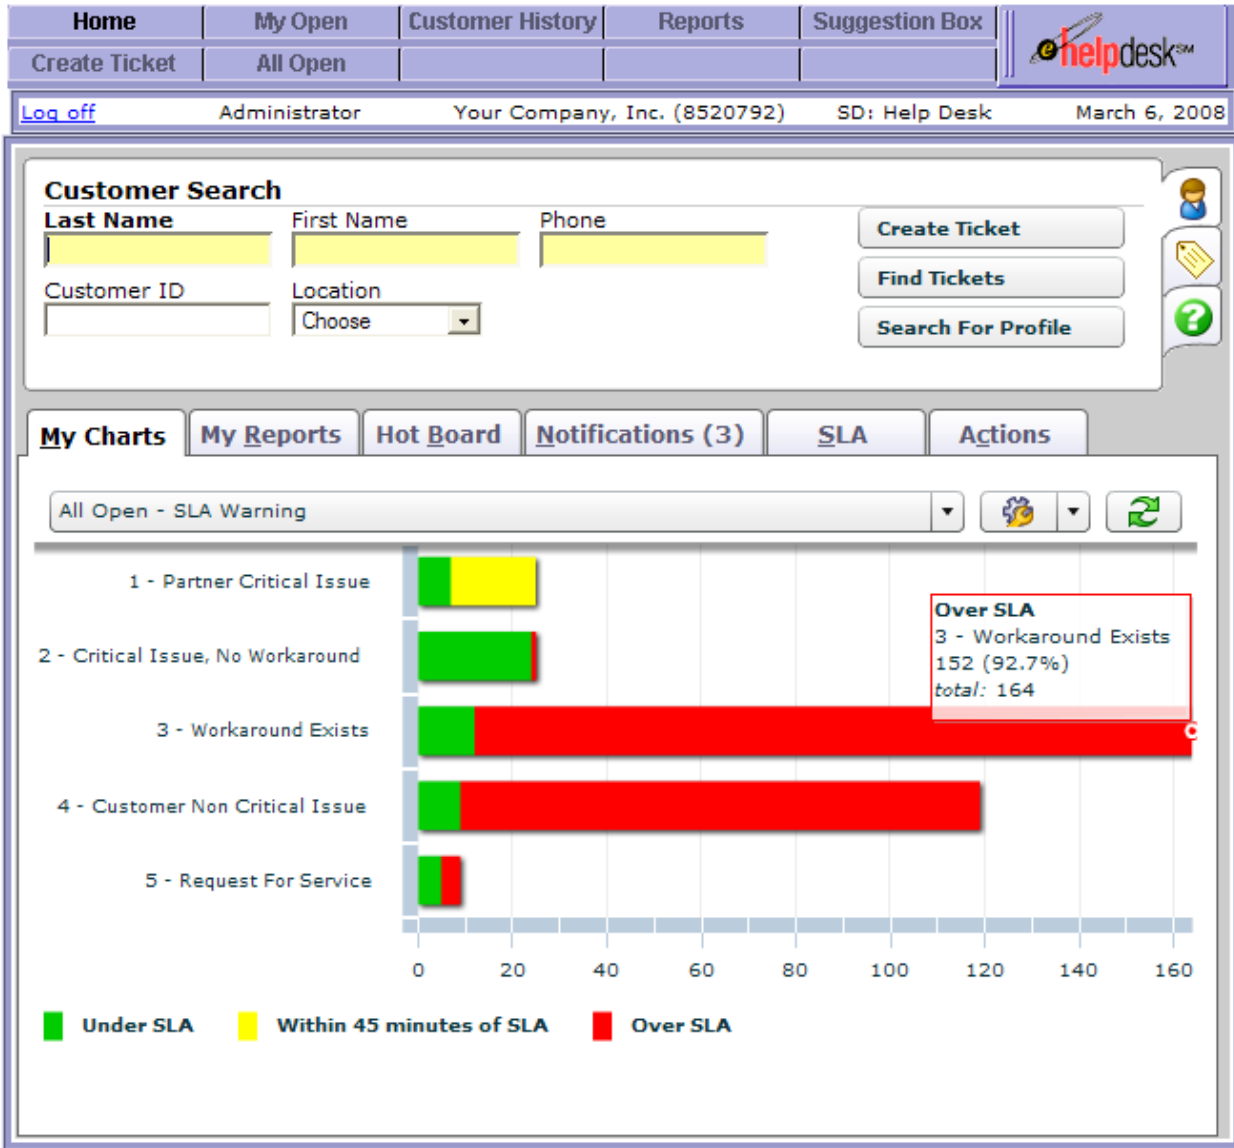 Home My Open Customer History Reports Suggestion Box
Create Ticket All Open
ehelpdesk SM
Log off Administrator Your Company, Inc. (8520792) SD: Help Desk March 6, 2008
Customer Search
Last Name First Name Phone
Create Ticket
Find Tickets
Customer ID Location
Choose
Search For Profile
My Charts My Reports Hot Board Notifications (3) SLA Actions
All Open - SLA Warning
1 - Partner Critical Issue
Over SLA
3 - Workaround Exists
152 (92.7%)
total: 164
2 - Critical Issue, No Workaround
3 - Workaround Exists
4 - Customer Non Critical Issue
5 - Request For Service
0 20 40 60 80 100 120 140 160
Under SLA Within 45 minutes of SLA Over SLA